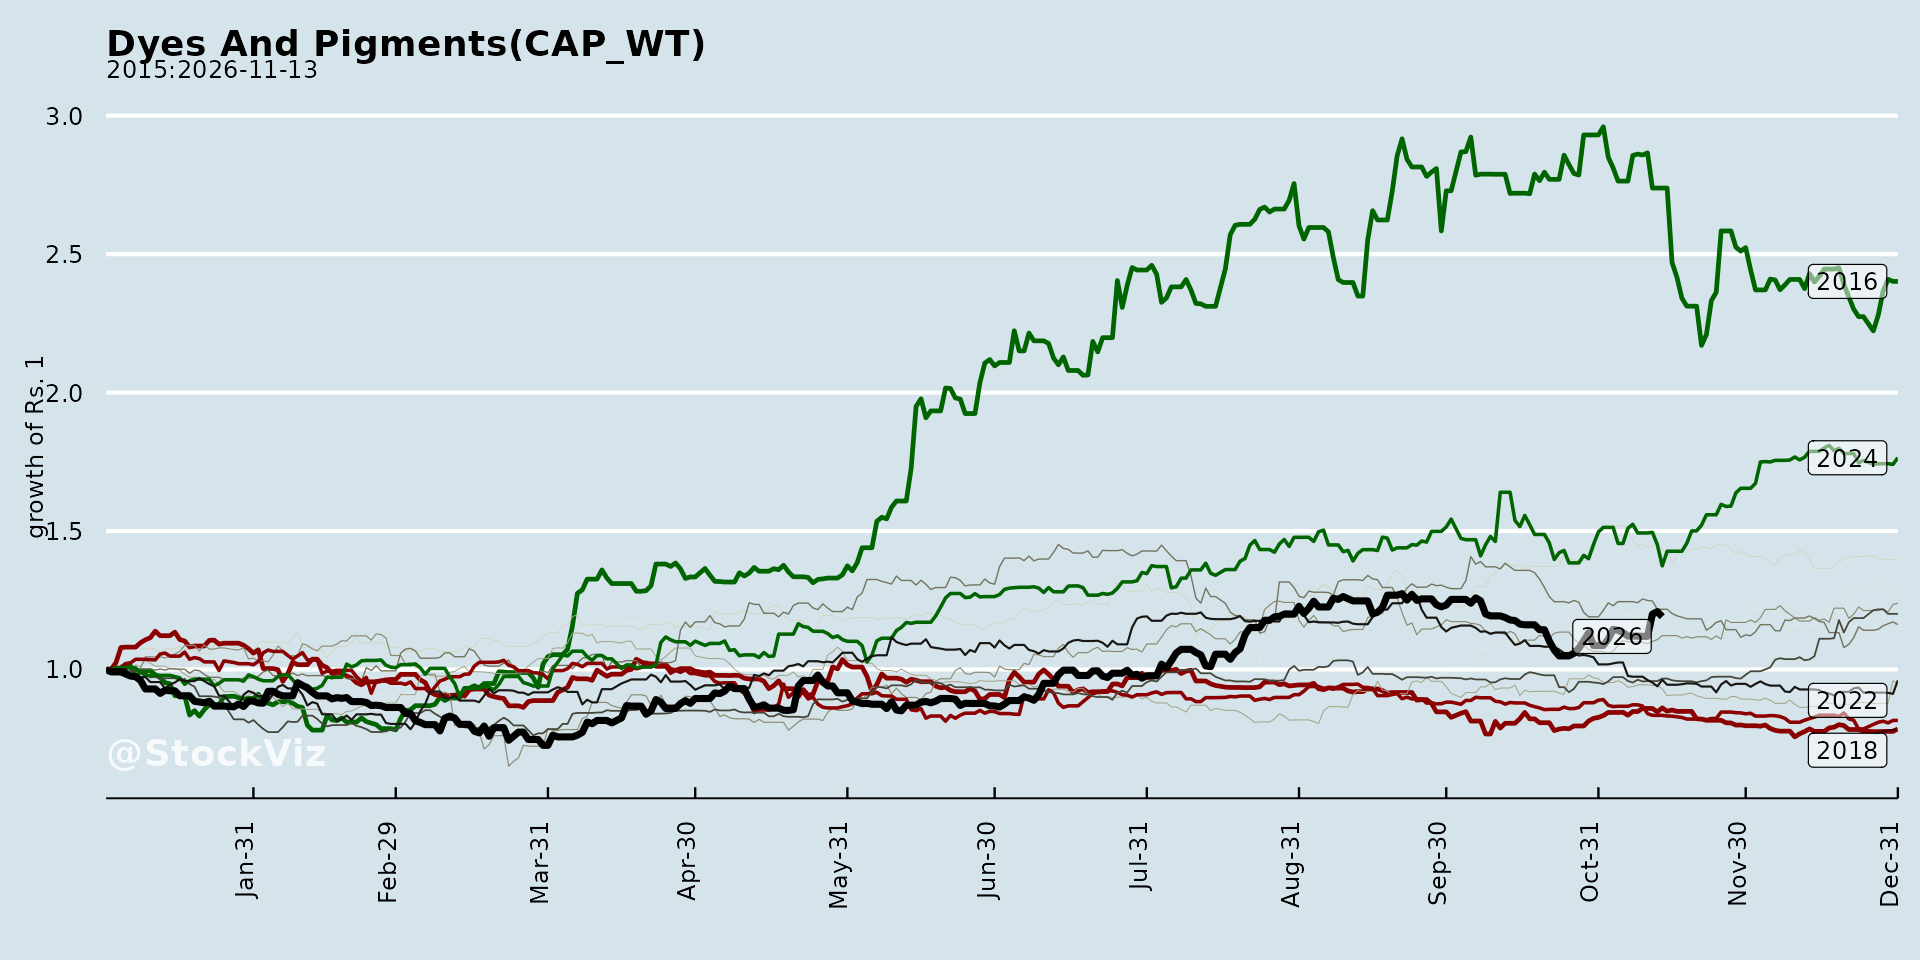 Dyes And Pigments(CAP_WT)
2015:2026-11-13
growth of Rs. 1
3.0
2.5
2.0
1.5
1.0
2016
2024
2026
2022
2018
@StockViz
Jan-31
Feb-29
Mar-31
Apr-30
May-31
Jun-30
Jul-31
Aug-31
Sep-30
Oct-31
Nov-30
Dec-31